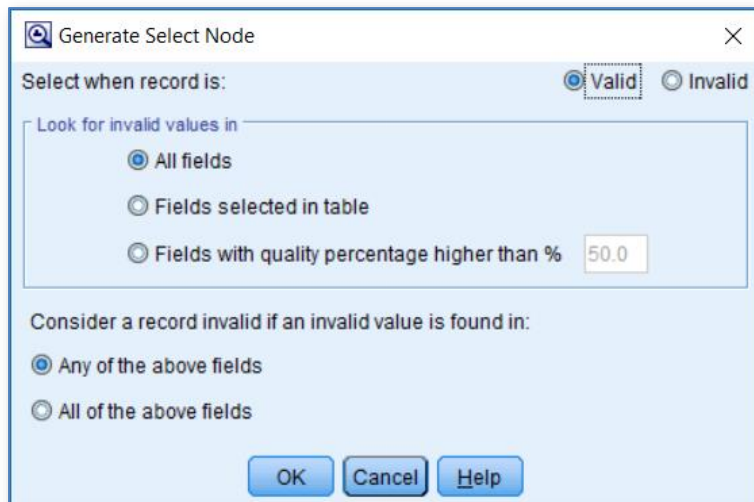 Generate Select Node
Select when record is: Valid Invalid
Look for invalid values in
All fields
Fields selected in table
Fields with quality percentage higher than % 50.0
Consider a record invalid if an invalid value is found in:
Any of the above fields
All of the above fields
OK Cancel Help